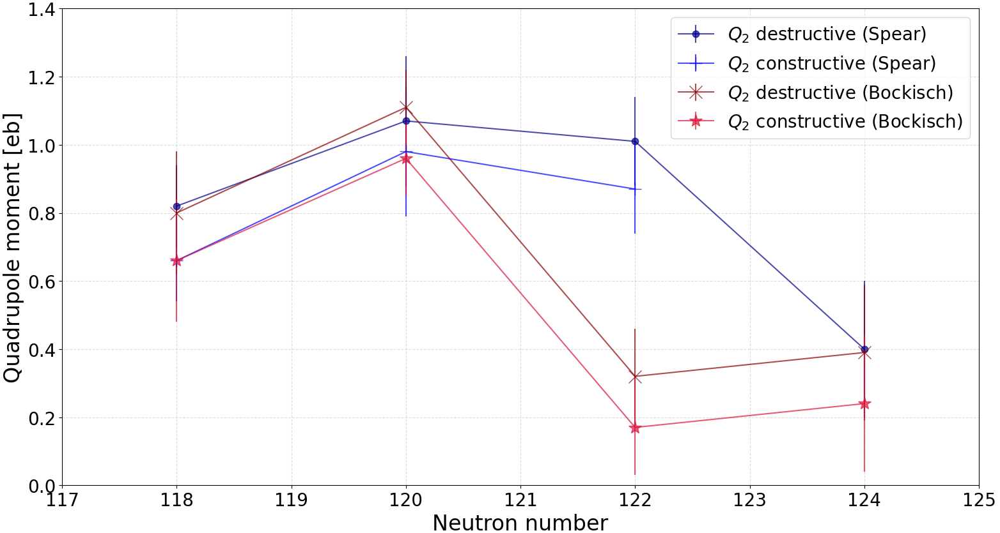 1.4
1.2
1.0
0.8
0.6
0.4
0.2
0.0
Quadrupole moment [eb]
Q₂ destructive (Spear)
Q₂ constructive (Spear)
Q₂ destructive (Bockisch)
Q₂ constructive (Bockisch)
117 118 119 120 121 122 123 124 125
Neutron number